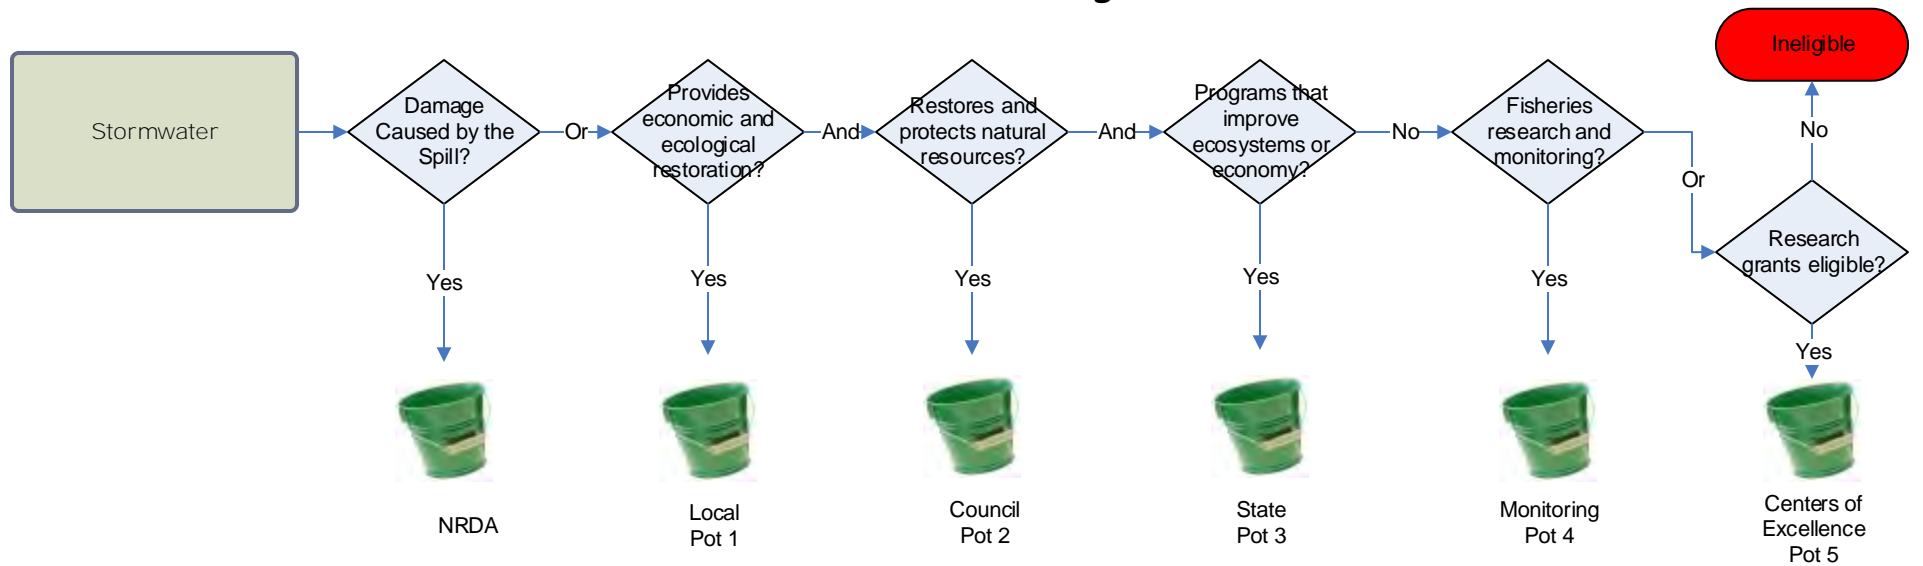 Stormwater
Damage
Caused by the
Spill?
Or
Provides
economic and
ecological
restoration?
And
Restores and
protects natural
resources?
And
Programs that
improve
ecosystems or
economy?
No
Fisheries
research and
monitoring?
Or
Research
grants eligible?
No
Ineligible
Yes
Yes
Yes
Yes
Yes
Yes
NRDA
Local
Pot 1
Council
Pot 2
State
Pot 3
Monitoring
Pot 4
Centers of
Excellence
Pot 5